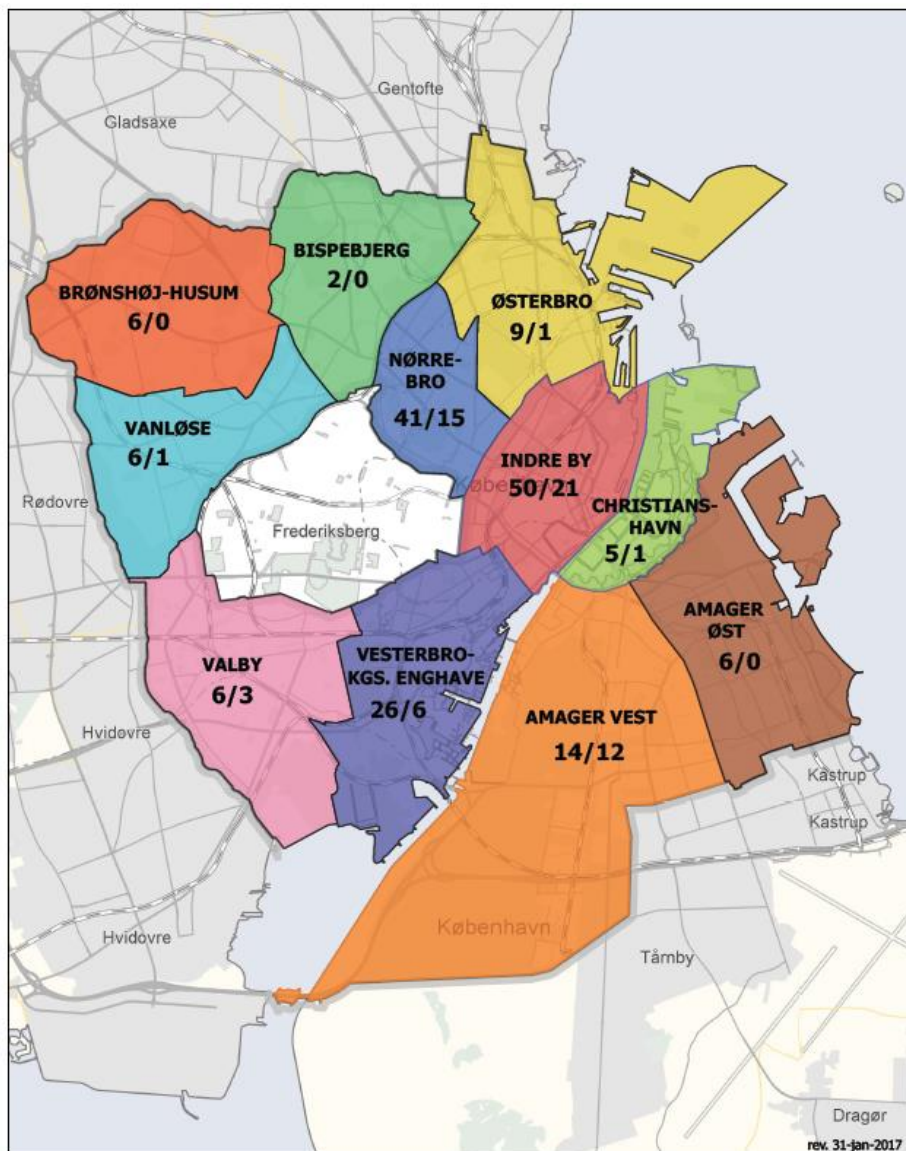 Gentofte
Gladsaxe
BISPEBJERG
2/0
BRØNSHØJ-HUSUM
6/0
ØSTERBRO
9/1
NØRRE-
BRO
41/15
VANLØSE
6/1
INDRE BY
København
50/21
Rødovre
CHRISTIANS-
HAVN
5/1
Frederiksberg
AMAGER
ØST
6/0
VALBY
6/3
VESTERBRO-
KGS. ENGHAVE
26/6
AMAGER VEST
14/12
Hvidovre
Kastrup
Kastrup
København
Hvidovre
Tårnby
Dragør
rev. 31-jan-2017